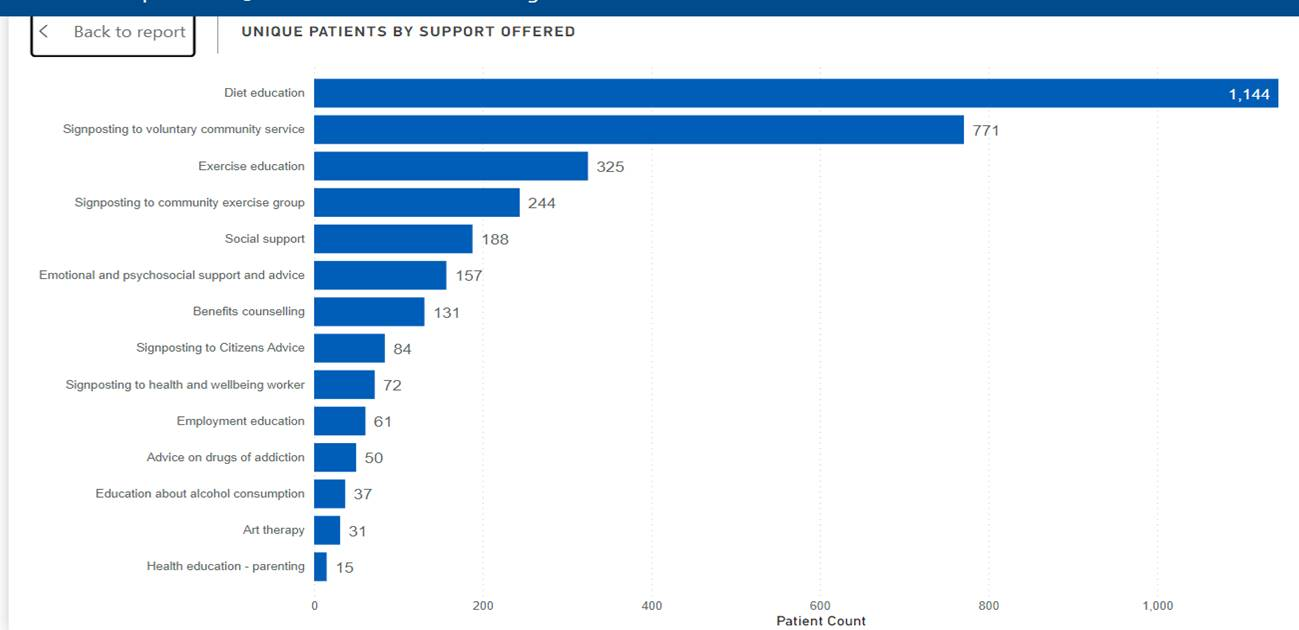 Back to report
UNIQUE PATIENTS BY SUPPORT OFFERED
Diet education 1,144
Signposting to voluntary community service 771
Exercise education 325
Signposting to community exercise group 244
Social support 188
Emotional and psychosocial support and advice 157
Benefits counselling 131
Signposting to Citizens Advice 84
Signposting to health and wellbeing worker 72
Employment education 61
Advice on drugs of addiction 50
Education about alcohol consumption 37
Art therapy 31
Health education - parenting 15
0 200 400 600 800 1,000
Patient Count